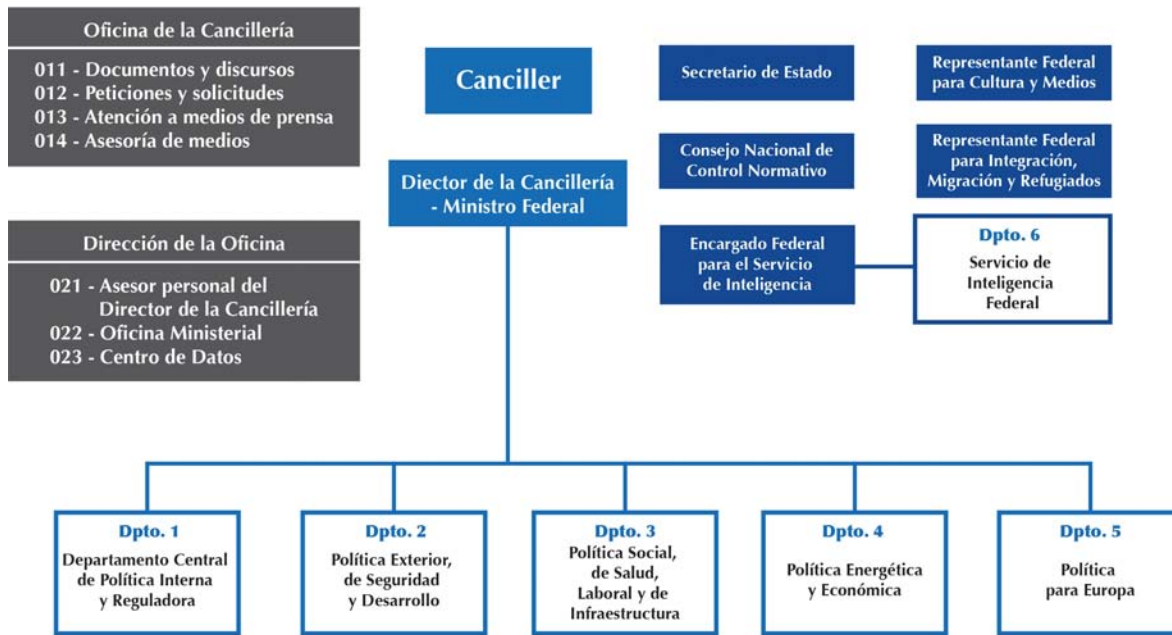 Oficina de la Cancillería
011 - Documentos y discursos
012 - Peticiones y solicitudes
013 - Atención a medios de prensa
014 - Asesoría de medios
Dirección de la Oficina
021 - Asesor personal del
Director de la Cancillería
022 - Oficina Ministerial
023 - Centro de Datos
Canciller
Diector de la Cancillería
- Ministro Federal
Secretario de Estado
Representante Federal
para Cultura y Medios
Consejo Nacional de
Control Normativo
Representante Federal
para Integración,
Migración y Refugiados
Encargado Federal
para el Servicio
de Inteligencia
Dpto. 6
Servicio de
Inteligencia
Federal
Dpto. 1
Departamento Central
de Política Interna
y Reguladora
Dpto. 2
Política Exterior,
de Seguridad
y Desarrollo
Dpto. 3
Política Social,
de Salud,
Laboral y de
Infraestructura
Dpto. 4
Política Energética
y Económica
Dpto. 5
Política
para Europa